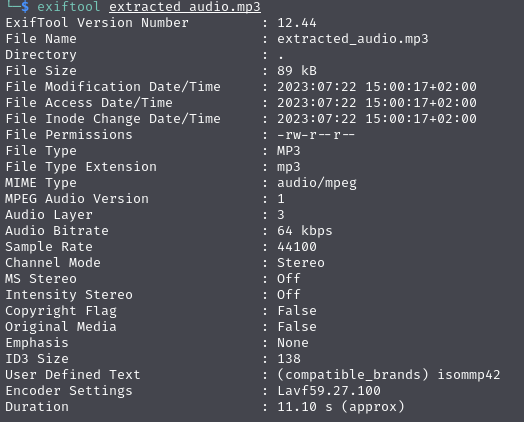 └─$ exiftool extracted_audio.mp3
ExifTool Version Number : 12.44
File Name : extracted_audio.mp3
Directory : .
File Size : 89 kB
File Modification Date/Time : 2023:07:22 15:00:17+02:00
File Access Date/Time : 2023:07:22 15:00:17+02:00
File Inode Change Date/Time : 2023:07:22 15:00:17+02:00
File Permissions : -rw-r--r--
File Type : MP3
File Type Extension : mp3
MIME Type : audio/mpeg
MPEG Audio Version : 1
Audio Layer : 3
Audio Bitrate : 64 kbps
Sample Rate : 44100
Channel Mode : Stereo
MS Stereo : Off
Intensity Stereo : Off
Copyright Flag : False
Original Media : False
Emphasis : None
ID3 Size : 138
User Defined Text : (compatible_brands) isommp42
Encoder Settings : Lavf59.27.100
Duration : 11.10 s (approx)